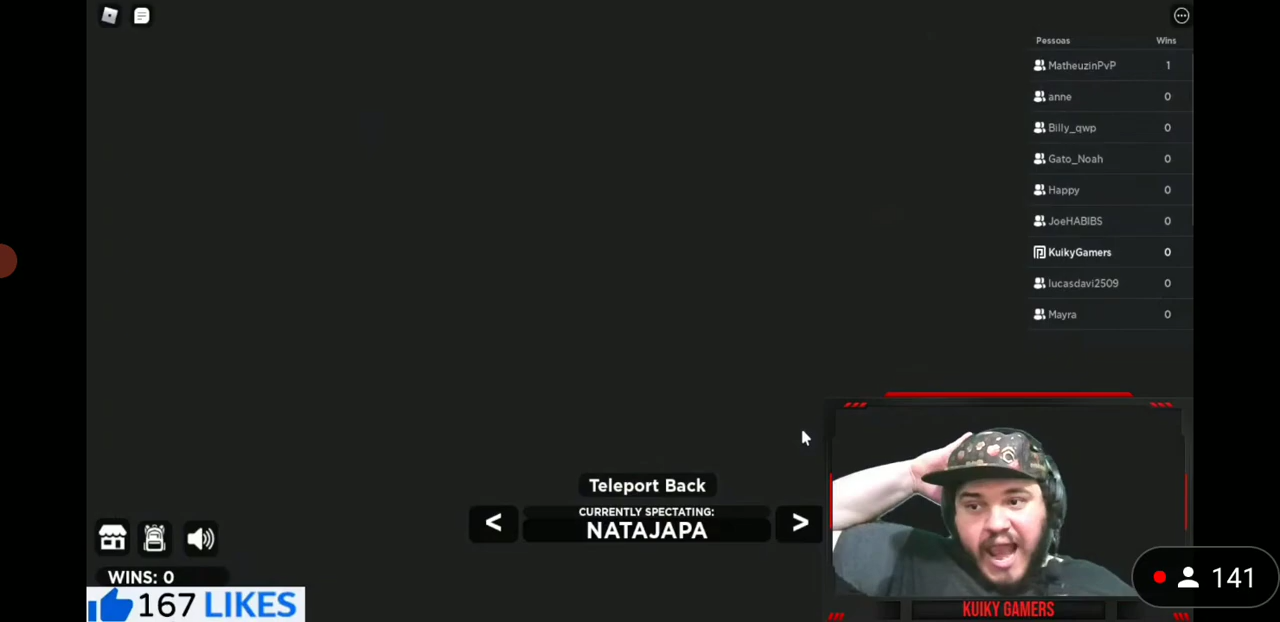 Pessoas Wins
MatheuzinPvP 1
anne 0
Billy_qwp 0
Gato_Noah 0
Happy 0
JoeHABIBS 0
KuikyGamers 0
lucasdavi2509 0
Mayra 0
Teleport Back
< CURRENTLY SPECTATING: >
NATAJAPA
WINS: 0
167 LIKES
KUIKY GAMERS
141